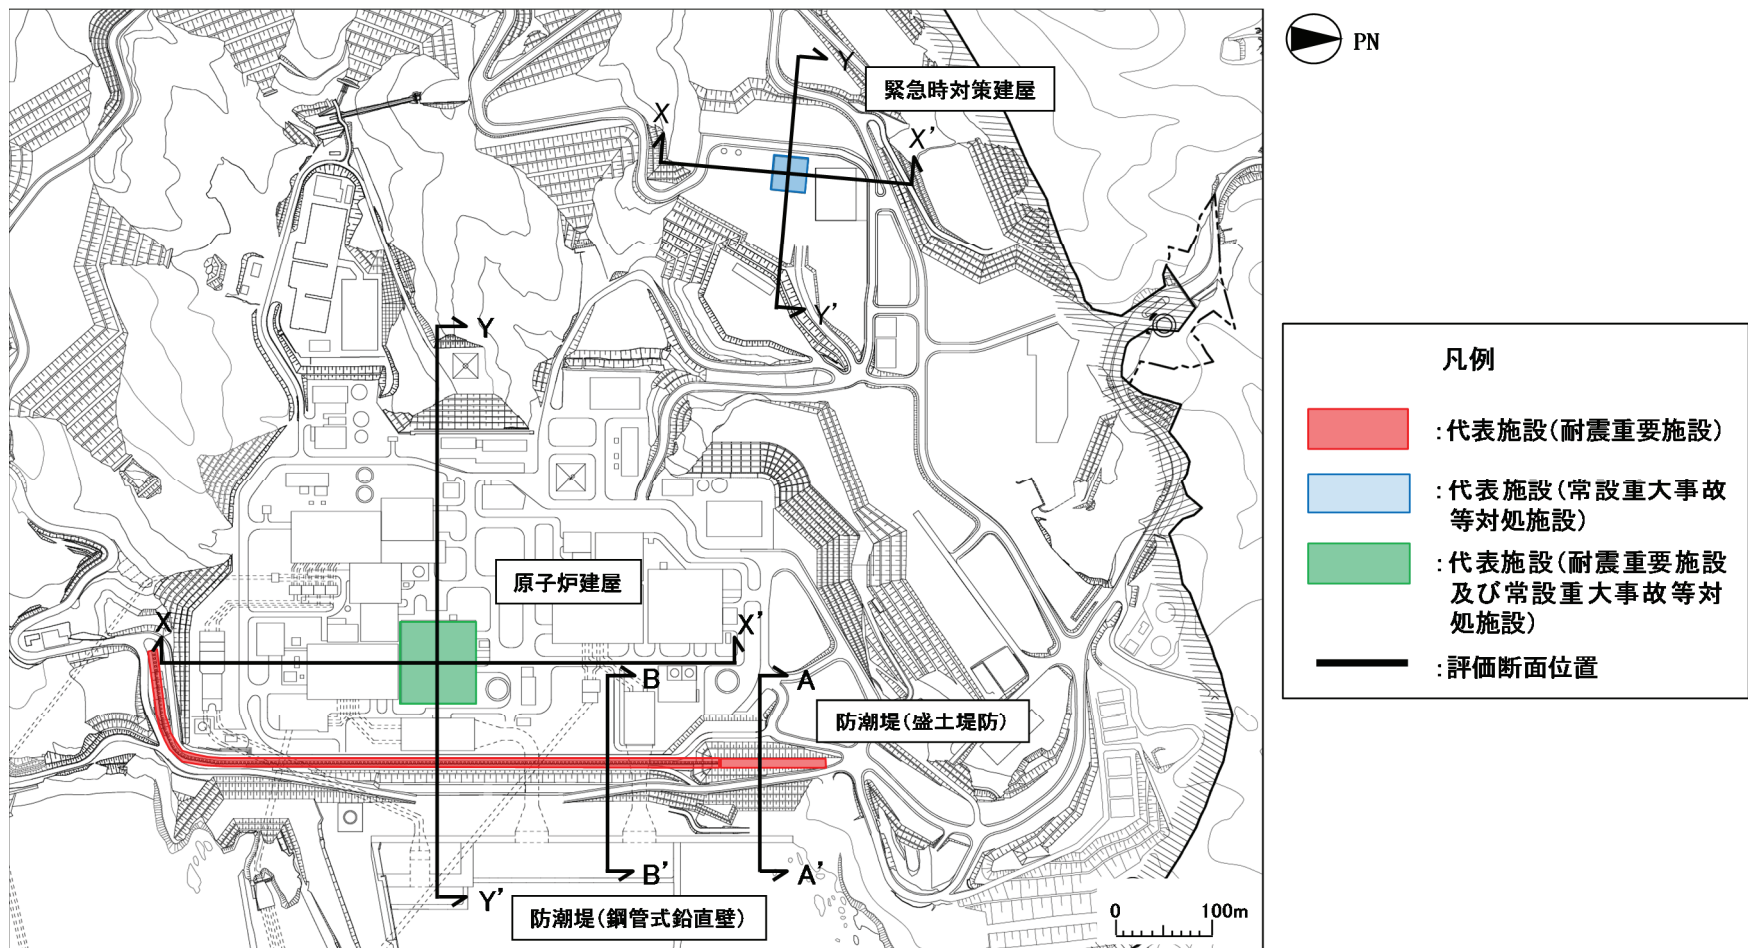 PN
Y
緊急時対策建屋
X
X'
Y'
Y
凡例
:代表施設(耐震重要施設)
:代表施設(常設重大事故
等対処施設)
:代表施設(耐震重要施設
及び常設重大事故等対
処施設)
:評価断面位置
原子炉建屋
X
X'
B
A
防潮堤(盛土堤防)
B'
A'
Y'
防潮堤(鋼管式鉛直壁)
0
100m